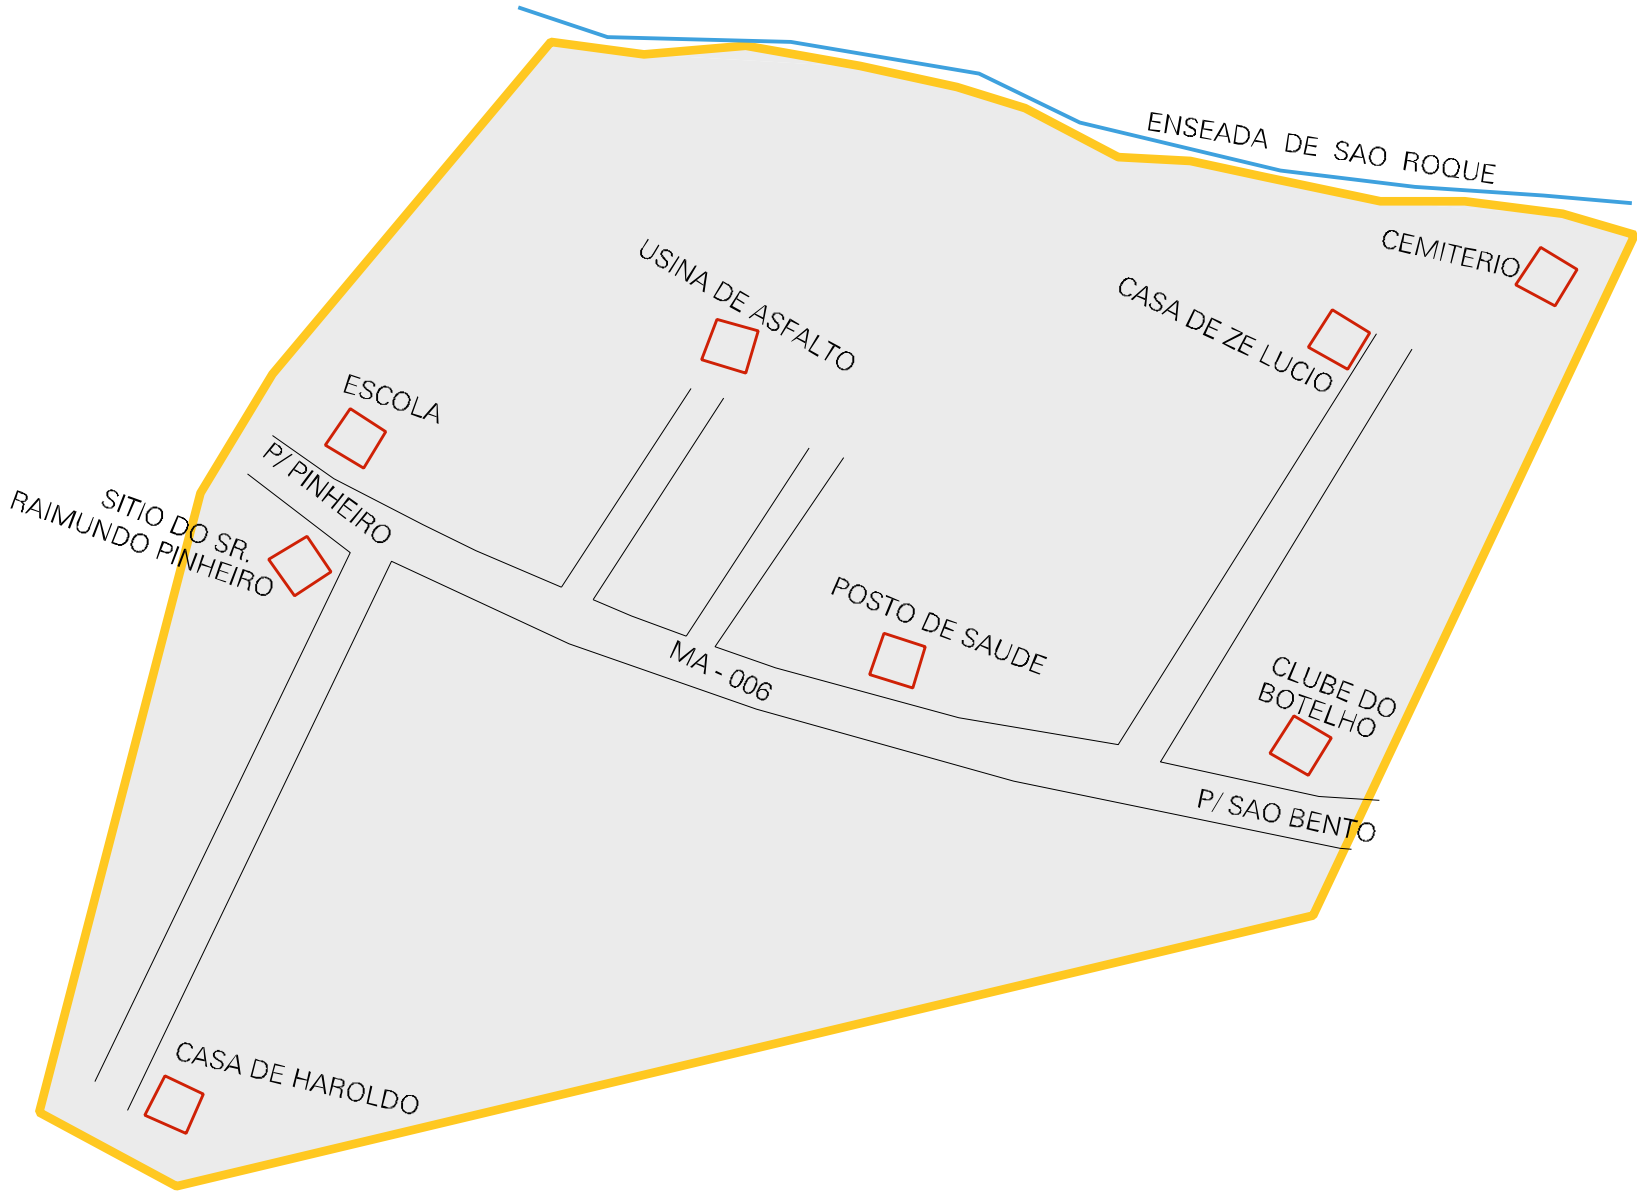 ENSEADA DE SAO ROQUE
CEMITERIO
USINA DE ASFALTO
CASA DE ZE LUCIO
ESCOLA
P/ PINHEIRO
SITIO DO SR.
RAIMUNDO PINHEIRO
POSTO DE SAUDE
MA - 006
CLUBE DO
BOTELHO
P/ SAO BENTO
CASA DE HAROLDO